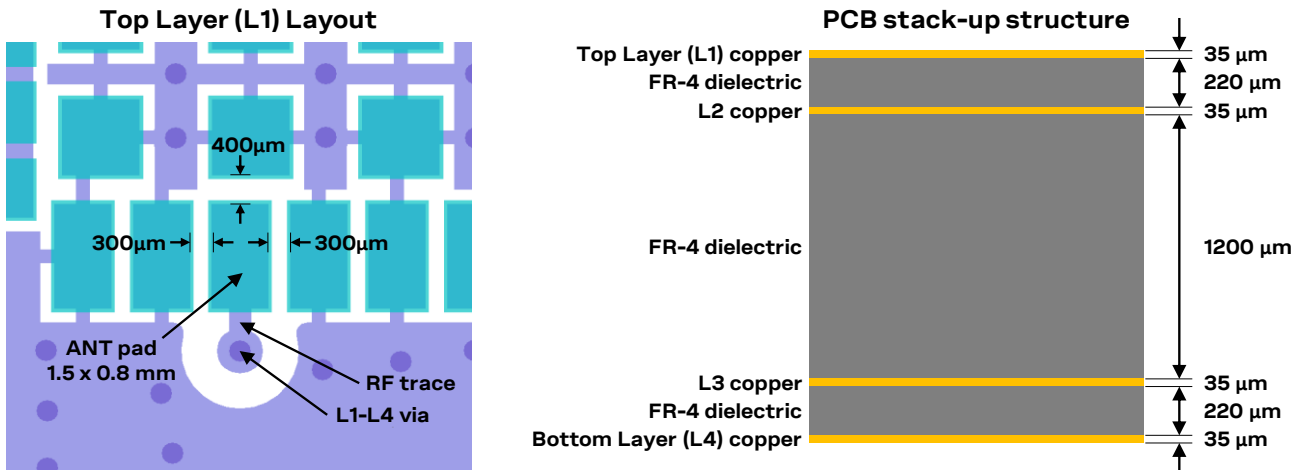 Top Layer (L1) Layout
400µm
300µm
300µm
ANT pad
1.5 x 0.8 mm
RF trace
L1-L4 via
PCB stack-up structure
Top Layer (L1) copper
35 µm
FR-4 dielectric
220 µm
L2 copper
35 µm
FR-4 dielectric
1200 µm
L3 copper
35 µm
FR-4 dielectric
220 µm
Bottom Layer (L4) copper
35 µm